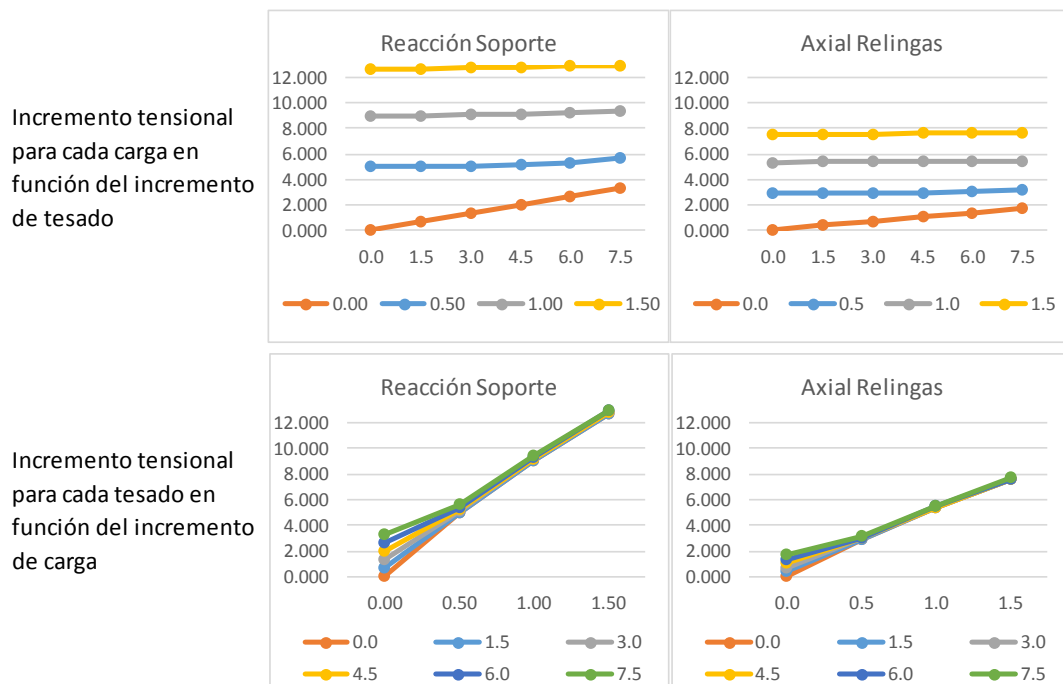 Incremento tensional
para cada carga en
función del incremento
de tesado
Reacción Soporte
12.000
10.000
8.000
6.000
4.000
2.000
0.000
0.0 1.5 3.0 4.5 6.0 7.5
0.00 0.50 1.00 1.50
Axial Relingas
12.000
10.000
8.000
6.000
4.000
2.000
0.000
0.0 1.5 3.0 4.5 6.0 7.5
0.0 0.5 1.0 1.5
Incremento tensional
para cada tesado en
función del incremento
de carga
Reacción Soporte
12.000
10.000
8.000
6.000
4.000
2.000
0.000
0.00 0.50 1.00 1.50
0.0 1.5 3.0
4.5 6.0 7.5
Axial Relingas
12.000
10.000
8.000
6.000
4.000
2.000
0.000
0.0 0.5 1.0 1.5
0.0 1.5 3.0
4.5 6.0 7.5